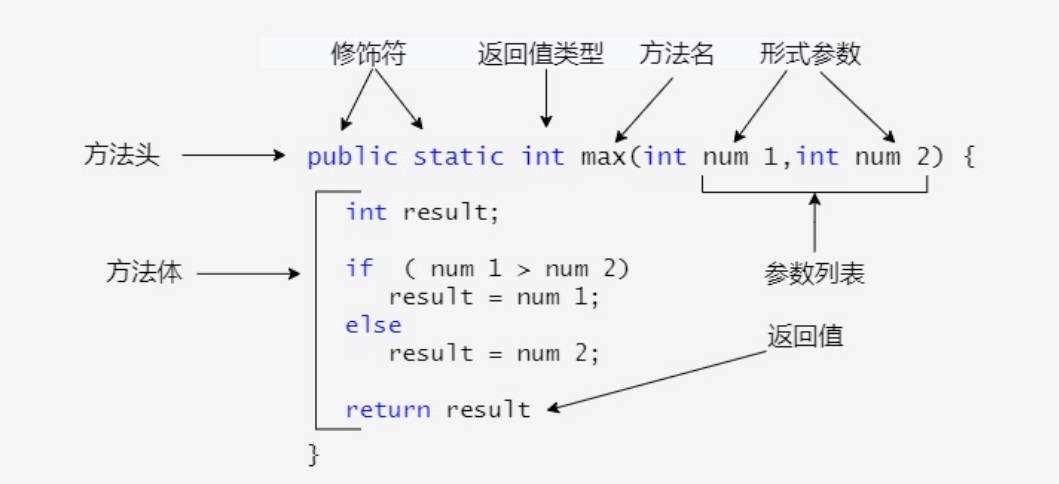 修饰符 返回值类型 方法名 形式参数
方法头 public static int max(int num 1,int num 2) {
int result;
方法体 if ( num 1 > num 2)
参数列表
result = num 1;
else
返回值
result = num 2;
return result
}